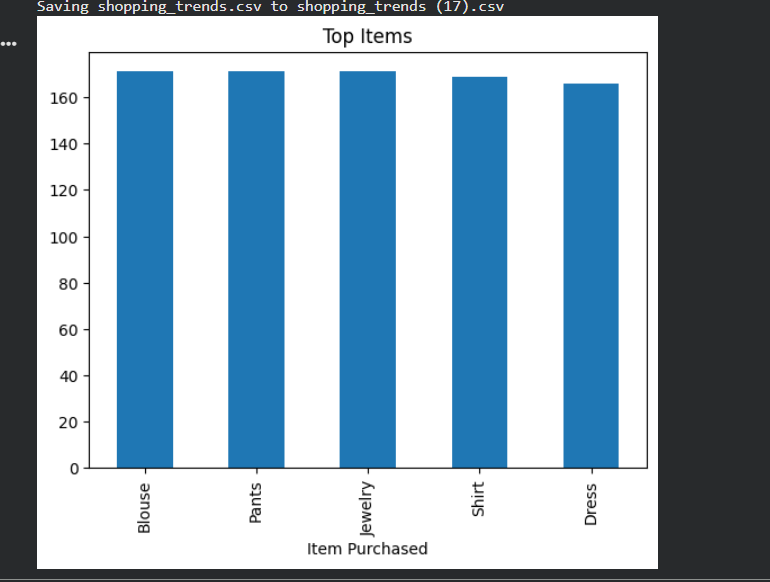 Saving shopping_trends.csv to shopping_trends (17).csv
Top Items
160
140
120
100
80
60
40
20
0
Blouse
Pants
Jewelry
Shirt
Dress
Item Purchased